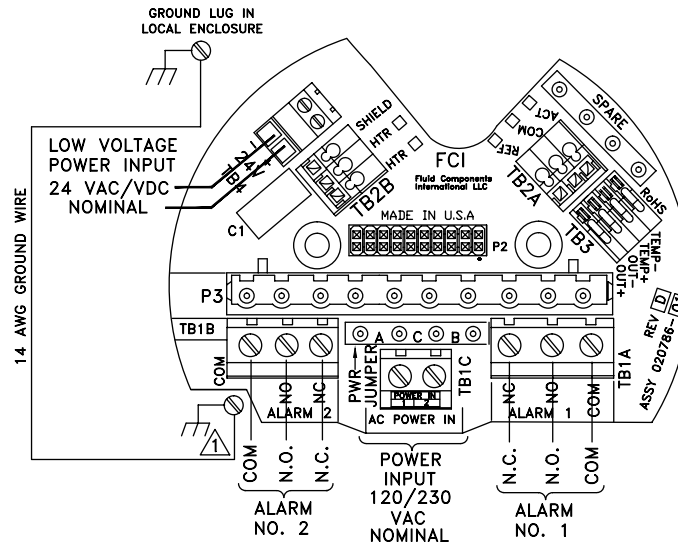 GROUND LUG IN
LOCAL ENCLOSURE
LOW VOLTAGE
POWER INPUT
24 VAC/VDC
NOMINAL
14 AWG GROUND WIRE
24V
TB4
C1
SHIELD
HTR
HTR
TB2B
FCI
Fluid Components
International LLC
MADE IN U.S.A
P2
ACT
COM
REF
SPARE
TB2A
RoHS
TB3
TEMP-
TEMP+
OUT-
OUT+
P3
REV D
ASSY 020786-
TB1B
COM
NO
NC
ALARM 2
A C B
PWR
JUMPER
TB1C
POWER IN
1 2
AC POWER IN
NC
NO
COM
ALARM 1
TB1A
1
COM
N.O.
N.C.
ALARM
NO. 2
POWER
INPUT
120/230
VAC
NOMINAL
N.C.
N.O.
COM
ALARM
NO. 1